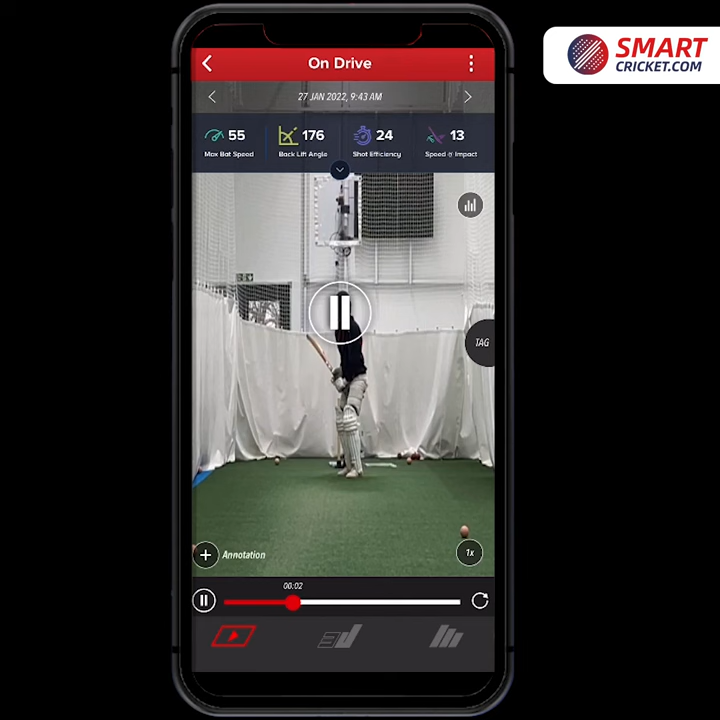 SMART
CRICKET.COM
On Drive
27 JAN 2022, 9:43 AM
55 176 24 13
Max Bat Speed Back Lift Angle Shot Efficiency Speed @ Impact
TAG
Annotation 1x
00:02